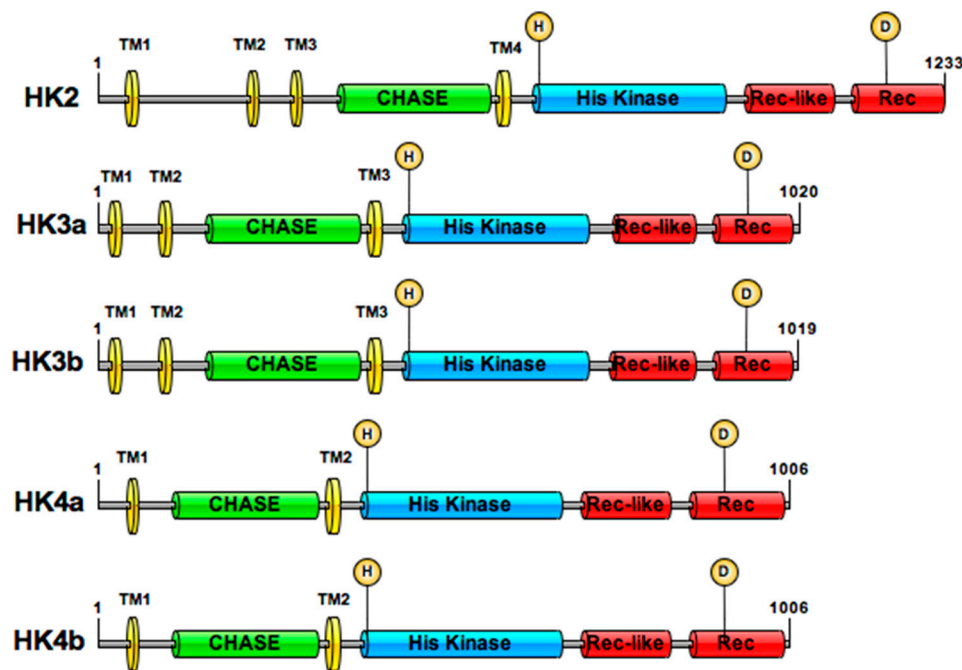 H D
TM1 TM2 TM3 TM4
1 1233
HK2 CHASE His Kinase Rec-like Rec
H D
TM1 TM2 TM3
1 1020
HK3a CHASE His Kinase Rec-like Rec
H D
1 TM1 TM2 TM3 1019
HK3b CHASE His Kinase Rec-like Rec
H D
1 TM1 TM2 1006
HK4a CHASE His Kinase Rec-like Rec
H D
1 TM1 TM2 1006
HK4b CHASE His Kinase Rec-like Rec